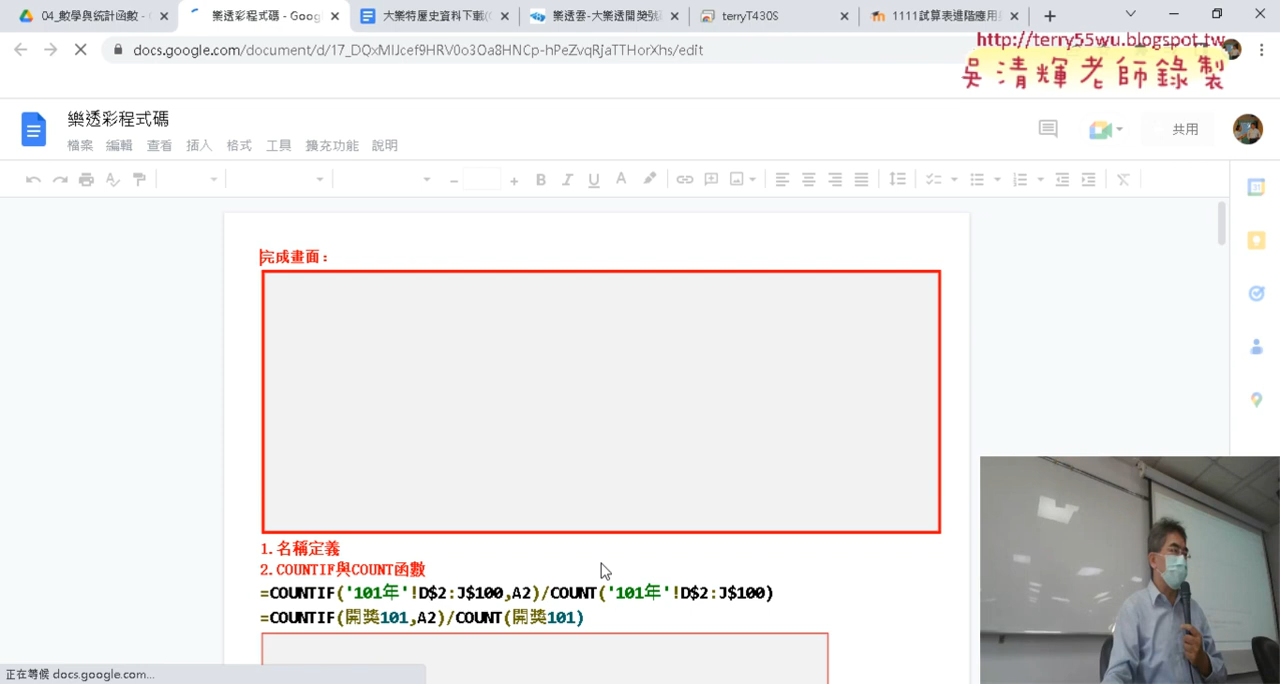 04_數學與統計函數 -
樂透彩程式碼 - Goog
大樂特歷史資料下載(
樂透雲-大樂透開獎號
terryT430S
1111試算表進階應用
docs.google.com/document/d/17_DQxMIJcef9HRV0o3Oa8HNCp-hPeZvqRjaTTHorXhs/edit
http://terry55wu.blogspot.tw
吳清輝老師錄製
樂透彩程式碼
檔案 編輯 查看 插入 格式 工具 擴充功能 說明
共用
完成畫面：
1.名稱定義
2.COUNTIF與COUNT函數
=COUNTIF('101年'!D$2:J$100,A2)/COUNT('101年'!D$2:J$100)
=COUNTIF(開獎101,A2)/COUNT(開獎101)
正在等候 docs.google.com...